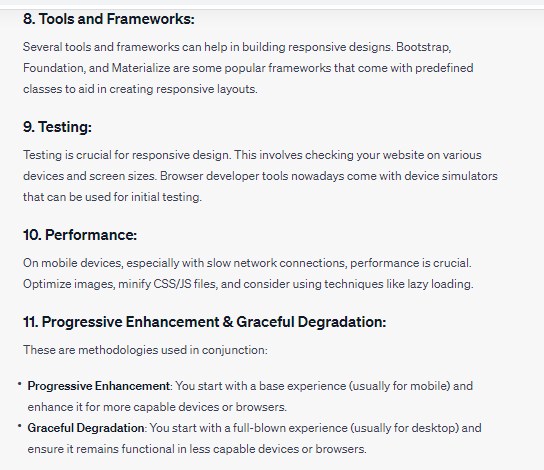 8. Tools and Frameworks:
Several tools and frameworks can help in building responsive designs. Bootstrap,
Foundation, and Materialize are some popular frameworks that come with predefined
classes to aid in creating responsive layouts.
9. Testing:
Testing is crucial for responsive design. This involves checking your website on various
devices and screen sizes. Browser developer tools nowadays come with device simulators
that can be used for initial testing.
10. Performance:
On mobile devices, especially with slow network connections, performance is crucial.
Optimize images, minify CSS/JS files, and consider using techniques like lazy loading.
11. Progressive Enhancement & Graceful Degradation:
These are methodologies used in conjunction:
• Progressive Enhancement: You start with a base experience (usually for mobile) and
enhance it for more capable devices or browsers.
• Graceful Degradation: You start with a full-blown experience (usually for desktop) and
ensure it remains functional in less capable devices or browsers.